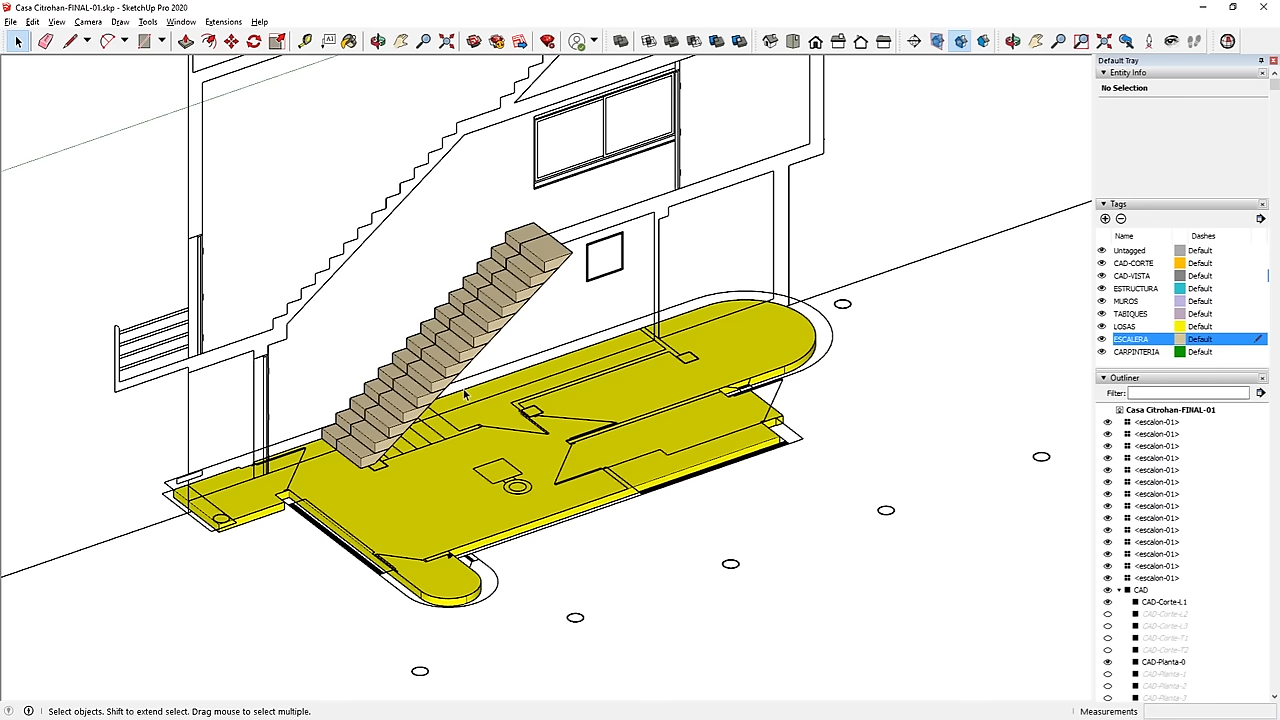 Casa Citrohan-FINAL-01.skp - SketchUp Pro 2020
File Edit View Camera Draw Tools Window Extensions Help
Default Tray
Entity Info
No Selection
Tags
Name Dashes
Untagged Default
CAD-CORTE Default
CAD-VISTA Default
ESTRUCTURA Default
MUROS Default
TABIQUES Default
LOSAS Default
ESCALERA Default
CARPINTERIA Default
Outliner
Filter:
Casa Citrohan-FINAL-01
<escalon-01>
<escalon-01>
<escalon-01>
<escalon-01>
<escalon-01>
<escalon-01>
<escalon-01>
<escalon-01>
<escalon-01>
<escalon-01>
<escalon-01>
<escalon-01>
<escalon-01>
<escalon-01>
CAD
CAD-Corte-L1
CAD-Corte-L2
CAD-Corte-L3
CAD-Corte-T1
CAD-Corte-T2
CAD-Planta-0
CAD-Planta-1
CAD-Planta-2
CAD-Planta-3
Select objects. Shift to extend select. Drag mouse to select multiple.
Measurements